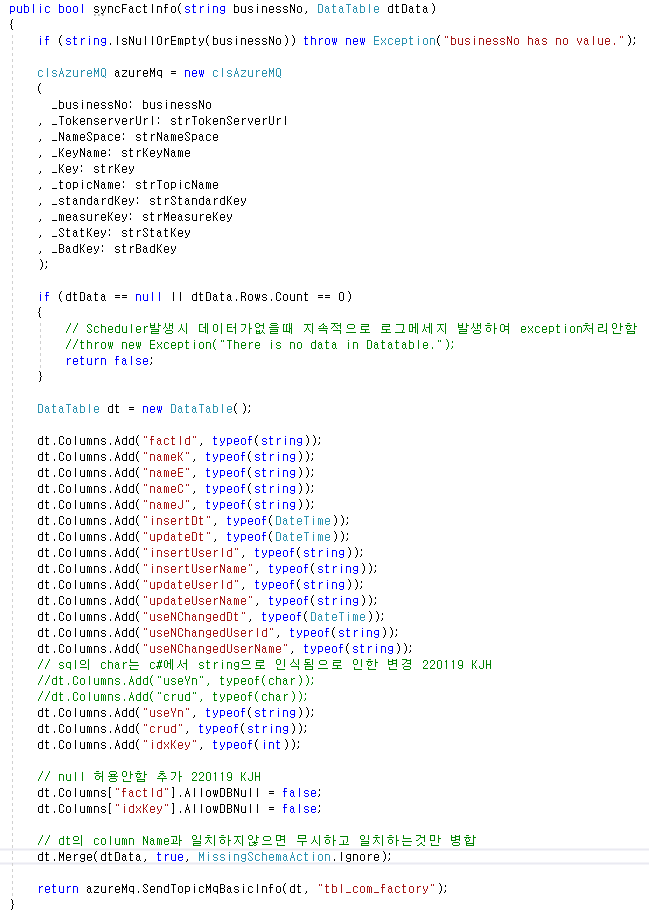 public bool syncFactInfo(string businessNo, DataTable dtData)
{
if (string.IsNullOrEmpty(businessNo)) throw new Exception("businessNo has no value.");
clsAzureMQ azureMq = new clsAzureMQ
(
_businessNo: businessNo
, _TokenserverUrl: strTokenServerUrl
, _NameSpace: strNameSpace
, _KeyName: strKeyName
, _Key: strKey
, _topicName: strTopicName
, _standardKey: strStandardKey
, _measureKey: strMeasureKey
, _StatKey: strStatKey
, _BadKey: strBadKey
);
if (dtData == null || dtData.Rows.Count == 0)
{
// Scheduler발생시 데이터가없을때 지속적으로 로그메세지 발생하여 exception처리안함
//throw new Exception("There is no data in Datatable.");
return false;
}
DataTable dt = new DataTable();
dt.Columns.Add("factId", typeof(string));
dt.Columns.Add("nameK", typeof(string));
dt.Columns.Add("nameE", typeof(string));
dt.Columns.Add("nameC", typeof(string));
dt.Columns.Add("nameJ", typeof(string));
dt.Columns.Add("insertDt", typeof(DateTime));
dt.Columns.Add("updateDt", typeof(DateTime));
dt.Columns.Add("insertUserId", typeof(string));
dt.Columns.Add("insertUserName", typeof(string));
dt.Columns.Add("updateUserId", typeof(string));
dt.Columns.Add("updateUserName", typeof(string));
dt.Columns.Add("useNChangedDt", typeof(DateTime));
dt.Columns.Add("useNChangedUserId", typeof(string));
dt.Columns.Add("useNChangedUserName", typeof(string));
// sql의 char는 c#에서 string으로 인식됨으로 인한 변경 220119 KJH
//dt.Columns.Add("useYn", typeof(char));
//dt.Columns.Add("crud", typeof(char));
dt.Columns.Add("useYn", typeof(string));
dt.Columns.Add("crud", typeof(string));
dt.Columns.Add("idxKey", typeof(int));
// null 허용안함 추가 220119 KJH
dt.Columns["factId"].AllowDBNull = false;
dt.Columns["idxKey"].AllowDBNull = false;
// dt의 column Name과 일치하지않으면 무시하고 일치하는것만 병합
dt.Merge(dtData, true, MissingSchemaAction.Ignore);
return azureMq.SendTopicMqBasicInfo(dt, "tbl_com_factory");
}